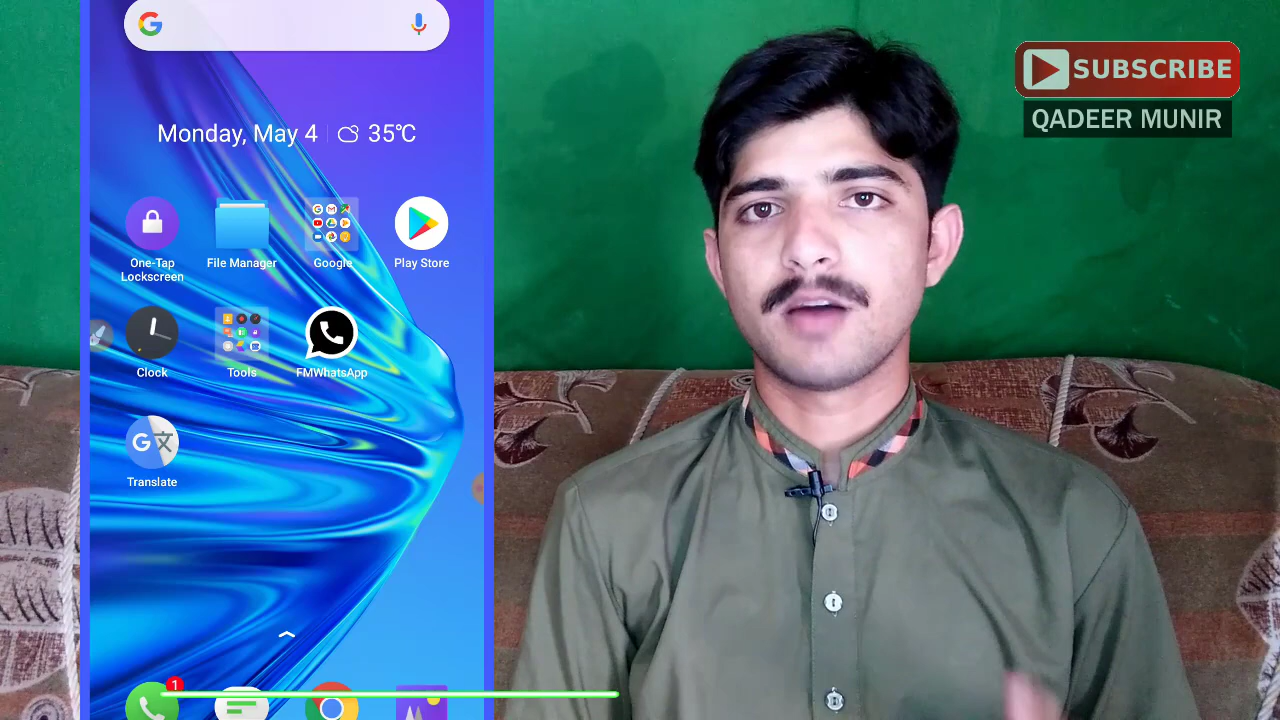 SUBSCRIBE
QADEER MUNIR
Monday, May 4 35℃
One-Tap
Lockscreen
File Manager
Google
Play Store
Clock
Tools
FMWhatsApp
Translate
1